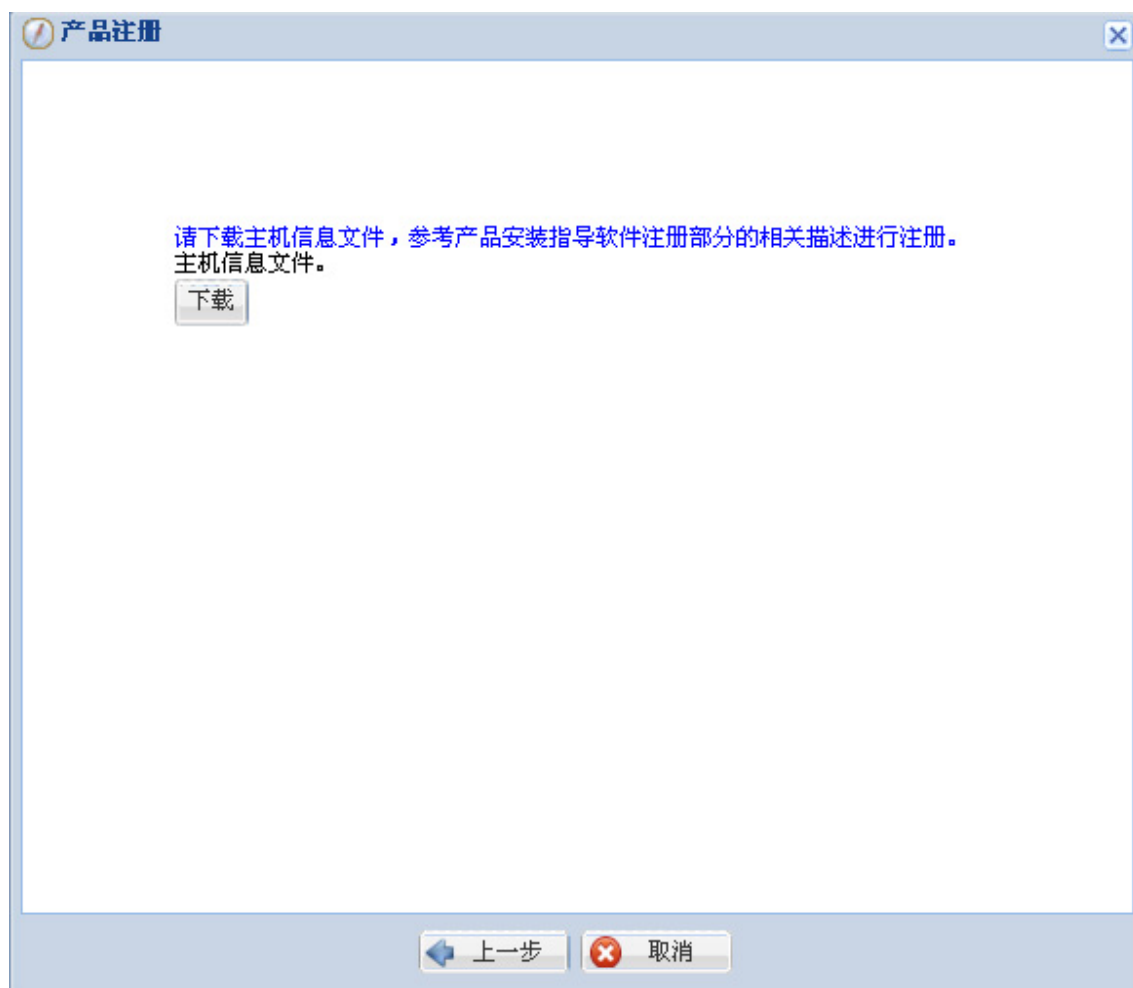 产品注册
请下载主机信息文件，参考产品安装指导软件注册部分的相关描述进行注册。
主机信息文件。
下载
上一步
取消